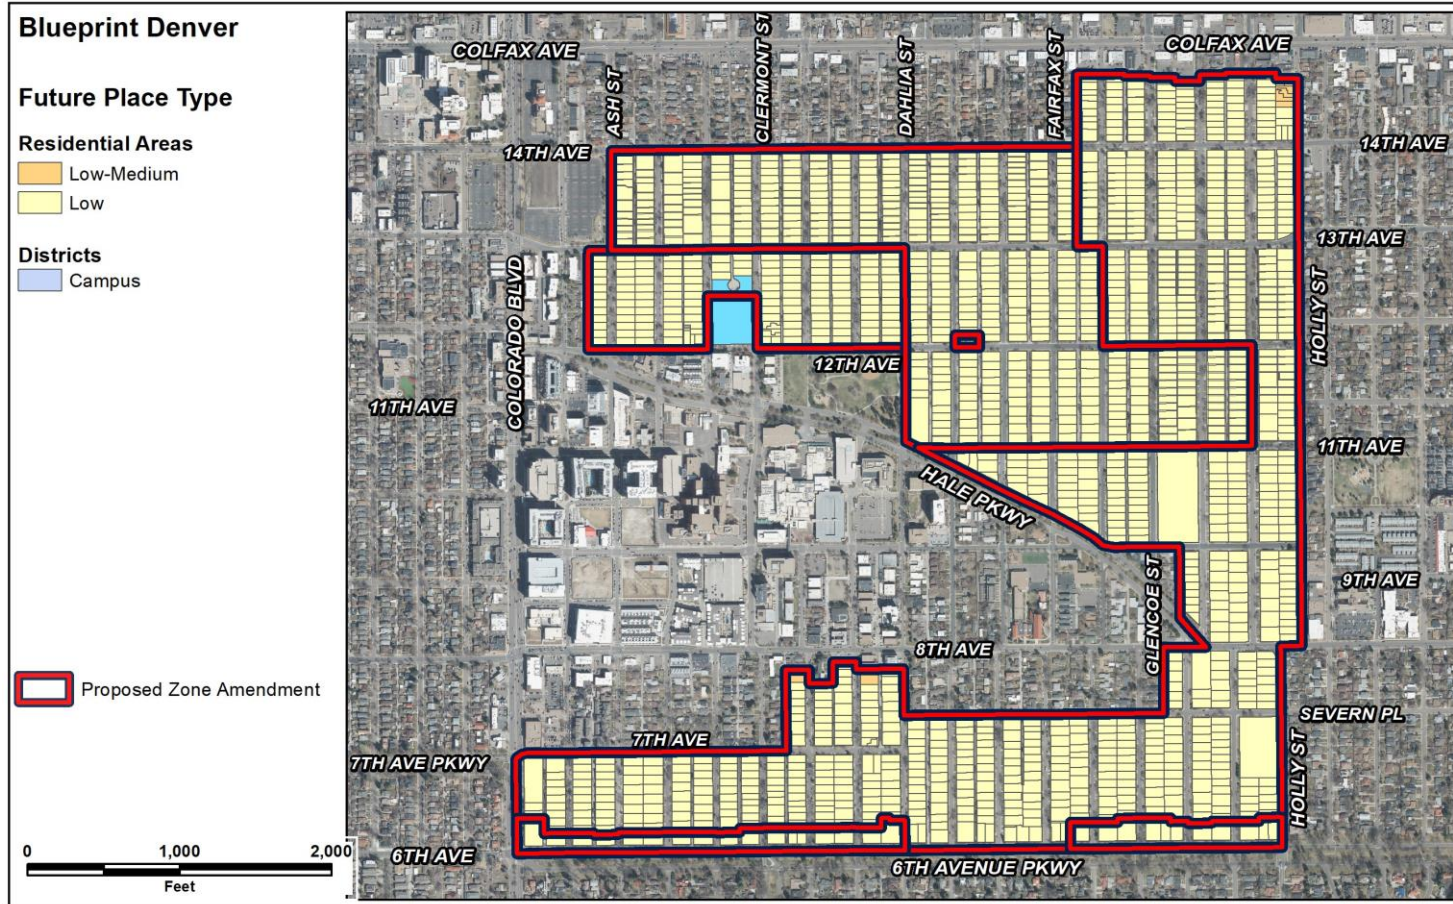 Blueprint Denver
Future Place Type
Residential Areas
Low-Medium
Low
Districts
Campus
Proposed Zone Amendment
0 1,000 2,000
Feet
COLFAX AVE
COLFAX AVE
ASH ST
CLERMONT ST
DAHLIA ST
FAIRFAX ST
14TH AVE
14TH AVE
13TH AVE
COLORADO BLVD
HOLLY ST
12TH AVE
11TH AVE
11TH AVE
HALE PKWY
GLENCOE ST
9TH AVE
8TH AVE
SEVERN PL
7TH AVE
7TH AVE PKWY
HOLLY ST
6TH AVE
6TH AVENUE PKWY